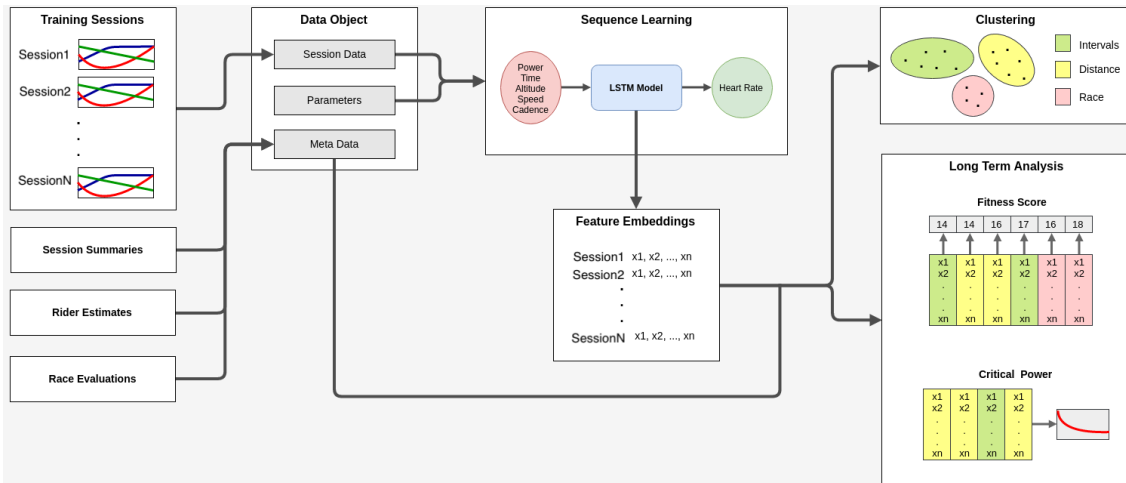 Training Sessions
Session1
Session2
.
.
.
SessionN
Session Summaries
Rider Estimates
Race Evaluations
Data Object
Session Data
Parameters
Meta Data
Sequence Learning
Power
Time
Altitude
Speed
Cadence
LSTM Model
Heart Rate
Feature Embeddings
Session1 x1, x2, ..., xn
Session2 x1, x2, ..., xn
.
.
.
SessionN x1, x2, ..., xn
Clustering
Intervals
Distance
Race
Long Term Analysis
Fitness Score
14 14 16 17 16 18
x1 x1 x1 x1 x1 x1
x2 x2 x2 x2 x2 x2
. . . . . .
. . . . . .
. . . . . .
xn xn xn xn xn xn
Critical Power
x1 x1 x1 x1
x2 x2 x2 x2
. . . .
. . . .
. . . .
xn xn xn xn